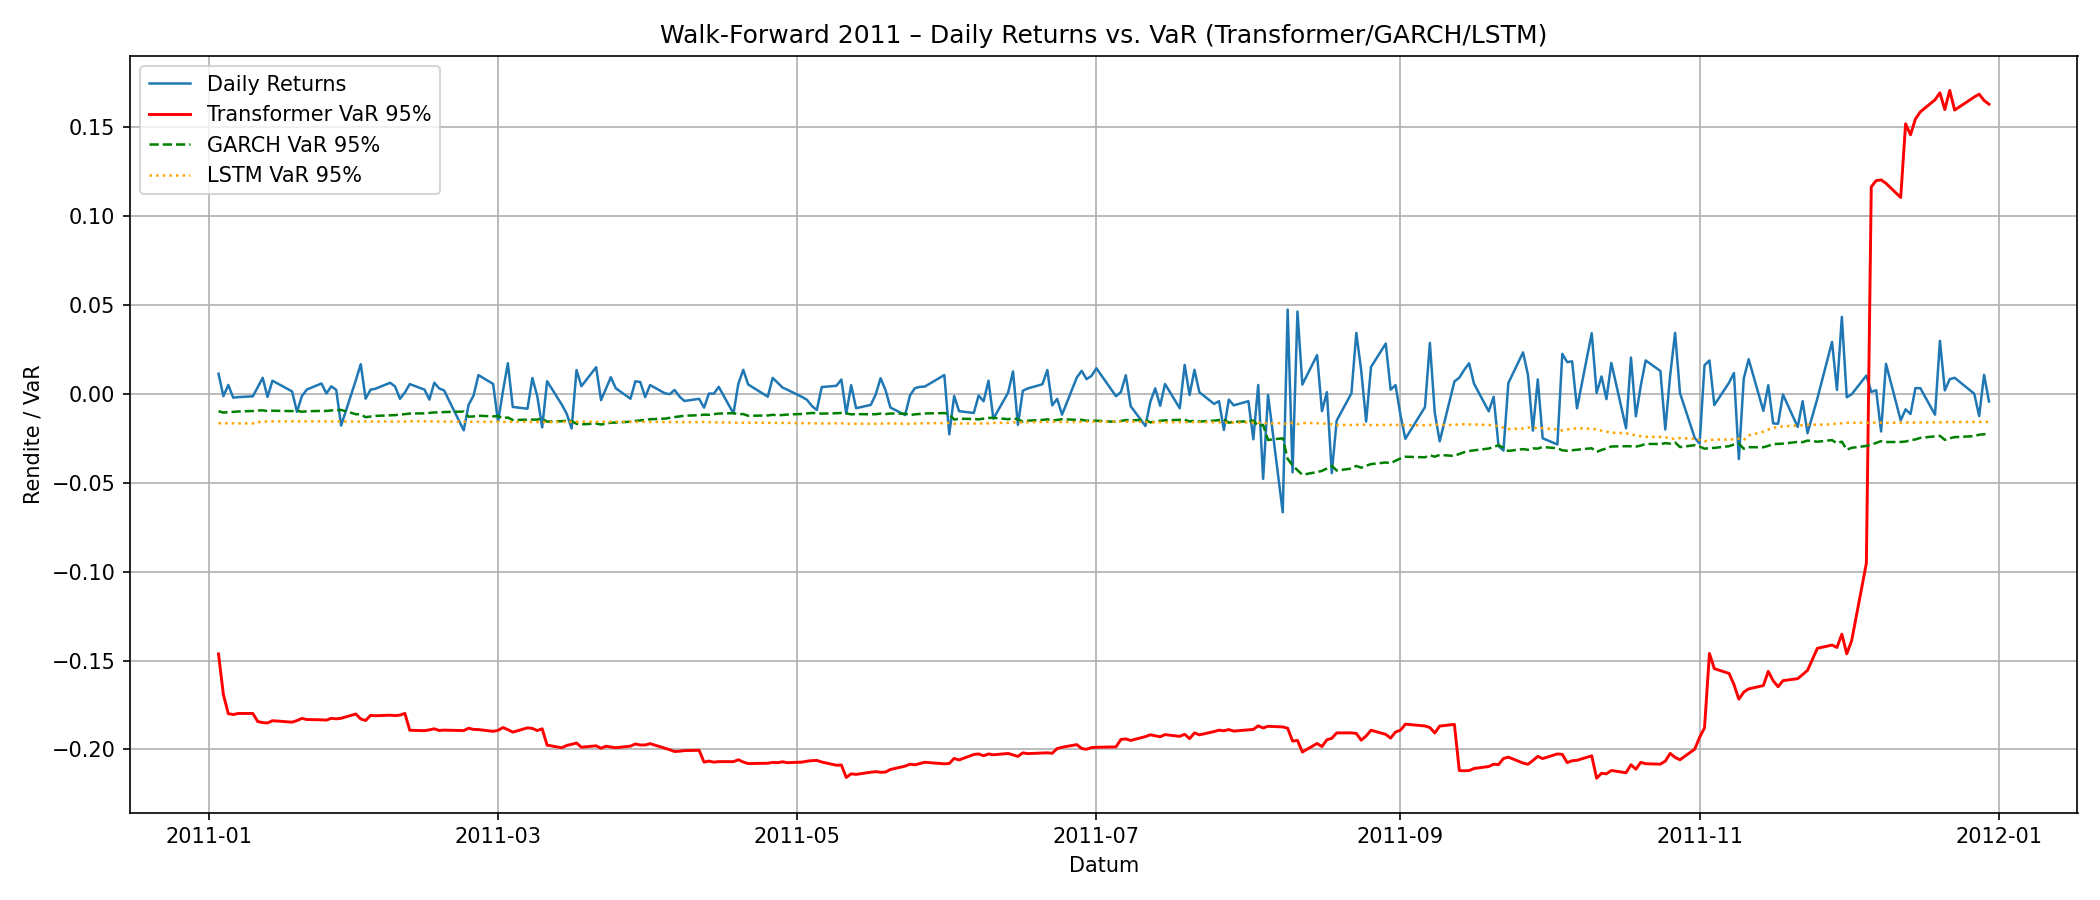 Walk-Forward 2011 – Daily Returns vs. VaR (Transformer/GARCH/LSTM)
Daily Returns
Transformer VaR 95%
GARCH VaR 95%
LSTM VaR 95%
Rendite / VaR
0.15
0.10
0.05
0.00
−0.05
−0.10
−0.15
−0.20
2011-01
2011-03
2011-05
2011-07
2011-09
2011-11
2012-01
Datum